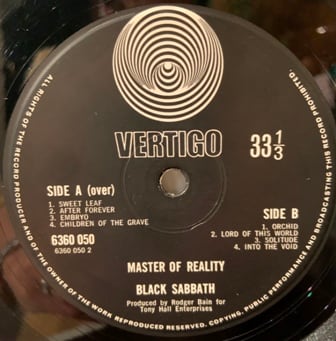 VERTIGO
33⅓
SIDE A (over)
1. SWEET LEAF
2. AFTER FOREVER
3. EMBRYO
4. CHILDREN OF THE GRAVE
6360 050
6360 050 2
SIDE B
1. ORCHID
2. LORD OF THIS WORLD
3. SOLITUDE
4. INTO THE VOID
MASTER OF REALITY
BLACK SABBATH
Produced by Rodger Bain for
Tony Hall Enterprises
ALL RIGHTS OF THE RECORD PRODUCER AND OF THE OWNER OF THE WORK REPRODUCED RESERVED. COPYING, PUBLIC PERFORMANCE AND BROADCASTING OF THIS RECORD PROHIBITED.